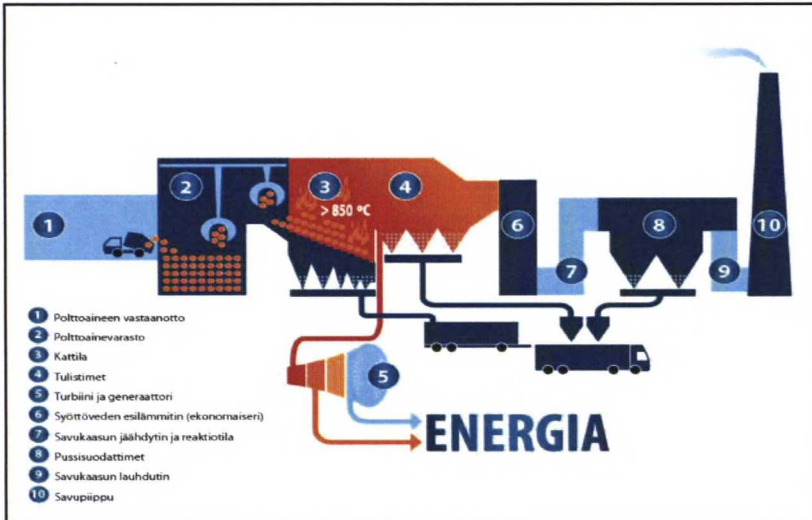 1
2
3
4
> 850 ºC
5
6
7
8
9
10
ENERGIA
1 Polttoaineen vastaanotto
2 Polttoainevarasto
3 Kattila
4 Tulistimet
5 Turbiini ja generaattori
6 Syöttöveden esilämmitin (ekonomaiseri)
7 Savukaasun jäähdytin ja reaktiotila
8 Pussisuodattimet
9 Savukaasun lauhdutin
10 Savupiippu